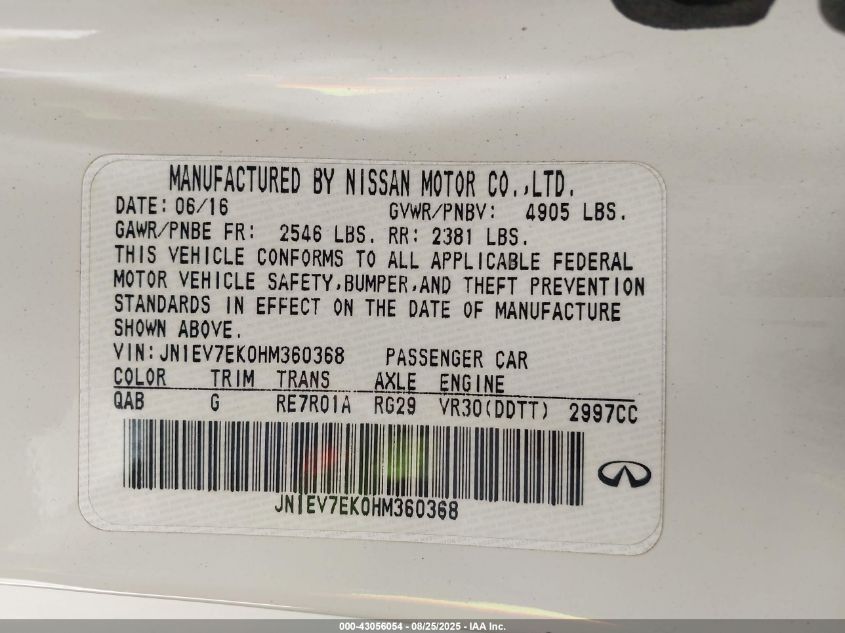 MANUFACTURED BY NISSAN MOTOR CO.,LTD.
DATE: 06/16 GVWR/PNBV: 4905 LBS.
GAWR/PNBE FR: 2546 LBS. RR: 2381 LBS.
THIS VEHICLE CONFORMS TO ALL APPLICABLE FEDERAL
MOTOR VEHICLE SAFETY,BUMPER,AND THEFT PREVENTION
STANDARDS IN EFFECT ON THE DATE OF MANUFACTURE
SHOWN ABOVE.
VIN:JN1EV7EK0HM360368 PASSENGER CAR
COLOR TRIM TRANS AXLE ENGINE
QAB G RE7R01A RG29 VR30(DDTT) 2997CC
JN1EV7EK0HM360368
000-43056054 - 08/25/2025 - IAA Inc.